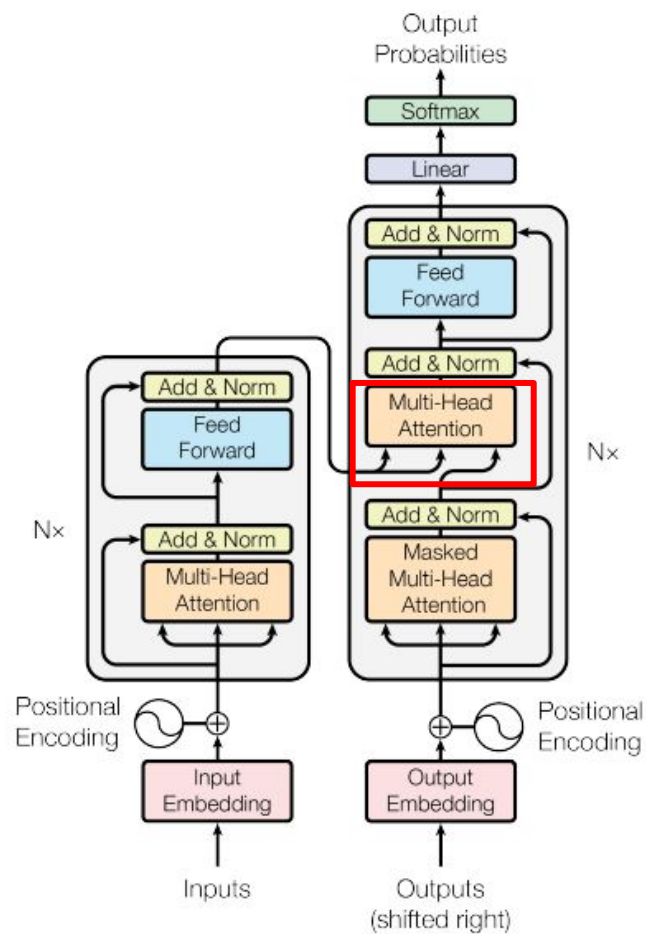 Output
Probabilities
Softmax
Linear
Add & Norm
Feed
Forward
Add & Norm
Multi-Head
Attention
Add & Norm
Masked
Multi-Head
Attention
Nx
Add & Norm
Feed
Forward
Add & Norm
Multi-Head
Attention
Nx
Positional
Encoding
Positional
Encoding
Input
Embedding
Output
Embedding
Inputs
Outputs
(shifted right)